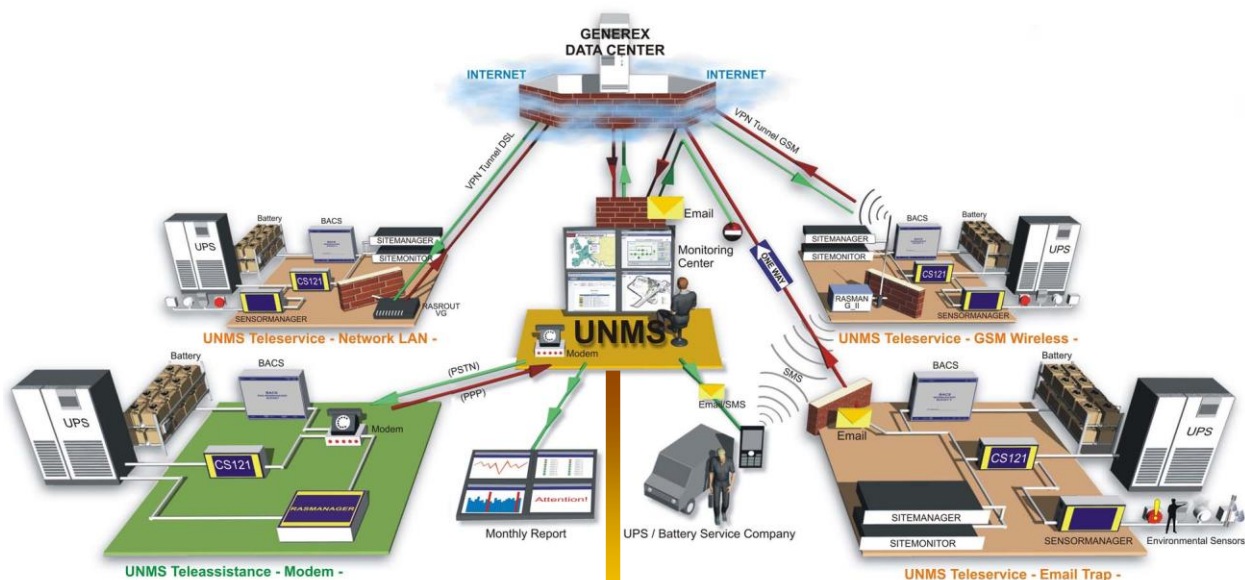 GENEREX
DATA CENTER
INTERNET
INTERNET
VPN Tunnel DSL
VPN Tunnel GSM
Email
Monitoring
Center
ONE WAY
UPS
Battery
BACS
SITEMANAGER
SITEMONITOR
CS121
SENSORMANAGER
RASROUT
VG
UNMS Teleservice - Network LAN -
BACS
Battery
UPS
SITEMANAGER
SITEMONITOR
CS121
RASMAN
G_II
SENSORMANAGER
UNMS Teleservice - GSM Wireless -
UNMS
Modem
(PSTN)
(PPP)
Email/SMS
SMS
UPS
Battery
BACS
Modem
CS121
RASMANAGER
UNMS Teleassistance - Modem -
Attention!
Monthly Report
UPS / Battery Service Company
BACS
Battery
UPS
Email
CS121
SITEMANAGER
SITEMONITOR
SENSORMANAGER
Environmental Sensors
UNMS Teleservice - Email Trap -